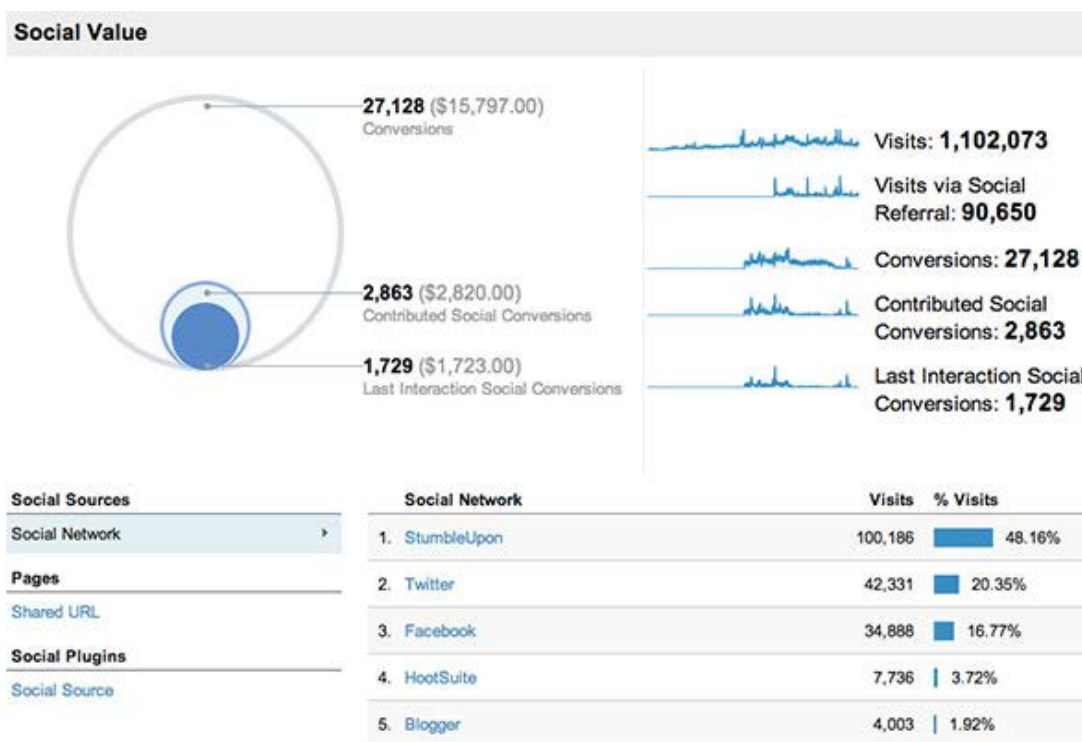 Social Value
27,128 ($15,797.00)
Conversions
2,863 ($2,820.00)
Contributed Social Conversions
1,729 ($1,723.00)
Last Interaction Social Conversions
Visits: 1,102,073
Visits via Social
Referral: 90,650
Conversions: 27,128
Contributed Social
Conversions: 2,863
Last Interaction Social
Conversions: 1,729
Social Sources
Social Network
Pages
Shared URL
Social Plugins
Social Source
Social Network Visits % Visits
1. StumbleUpon 100,186 48.16%
2. Twitter 42,331 20.35%
3. Facebook 34,888 16.77%
4. HootSuite 7,736 3.72%
5. Blogger 4,003 1.92%